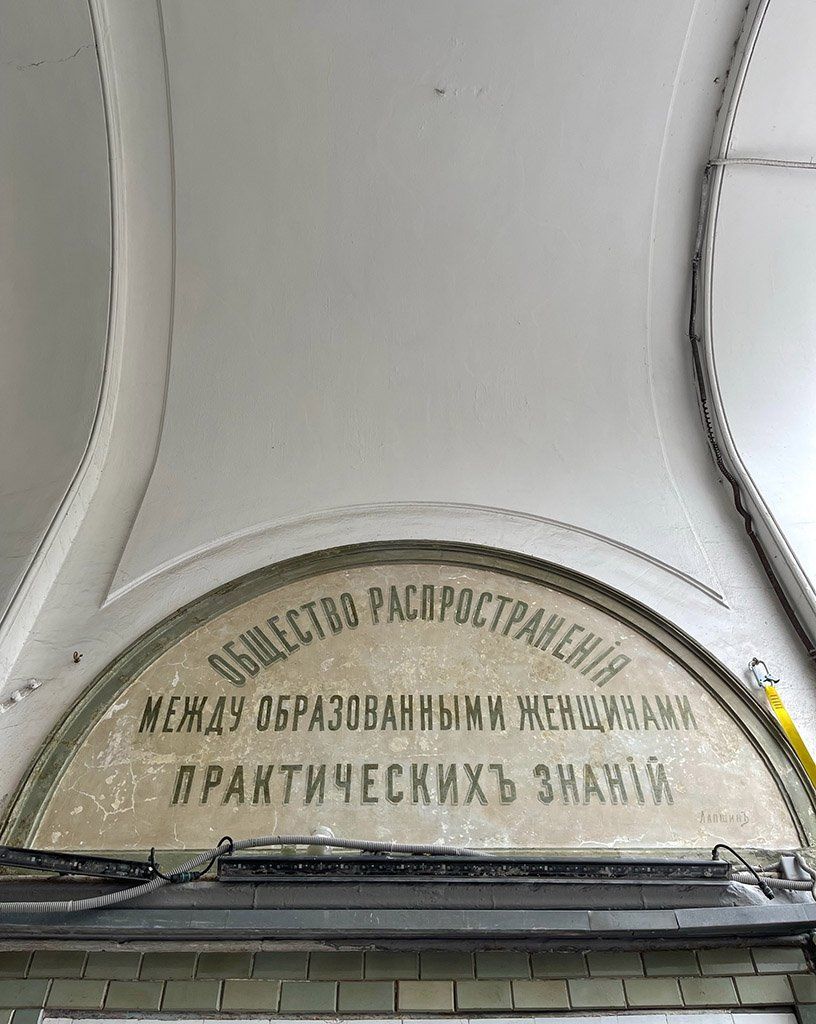 ОБЩЕСТВО РАСПРОСТРАНЕНІЯ
МЕЖДУ ОБРАЗОВАННЫМИ ЖЕНЩИНАМИ
ПРАКТИЧЕСКИХЪ ЗНАНІЙ
ЛАПШИНЪ